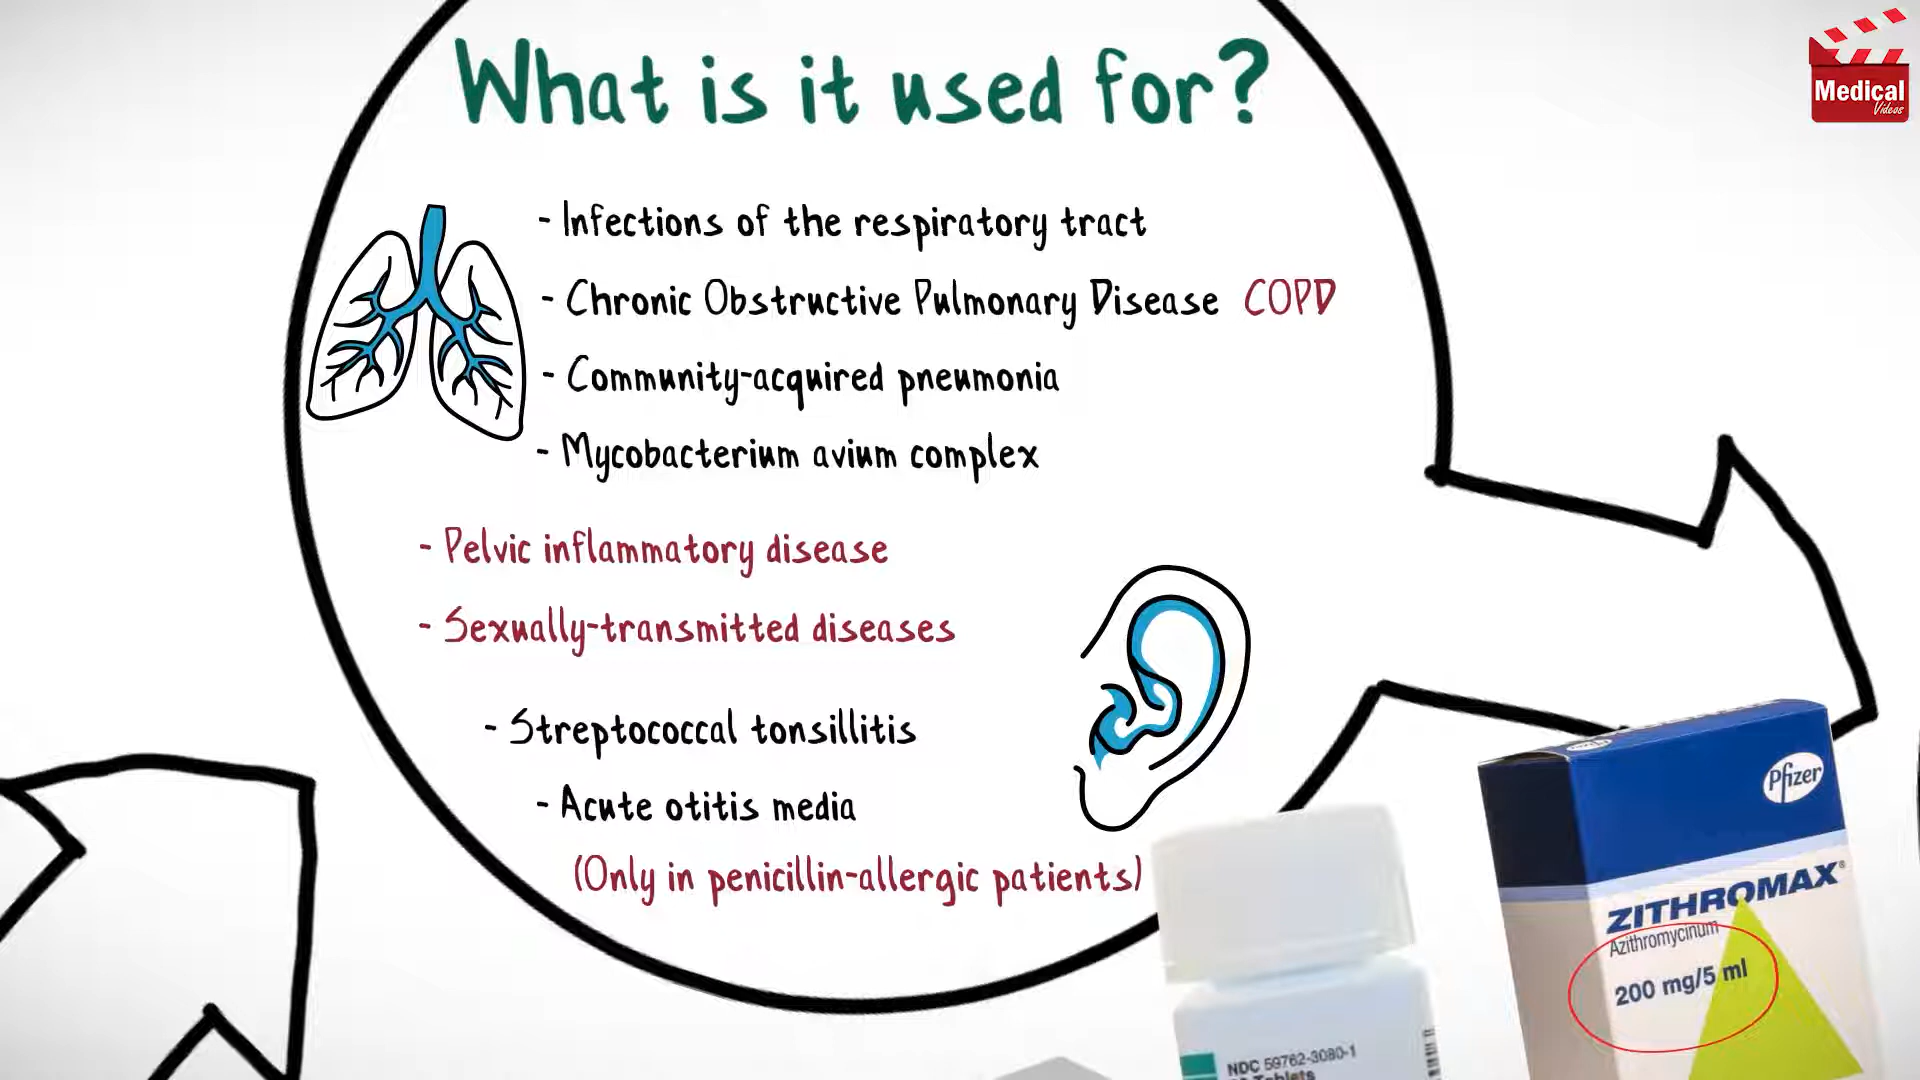 What is it used for?
Medical
Videos
- Infections of the respiratory tract
- Chronic Obstructive Pulmonary Disease COPD
- Community-acquired pneumonia
- Mycobacterium avium complex
- Pelvic inflammatory disease
- Sexually-transmitted diseases
- Streptococcal tonsillitis
- Acute otitis media
(Only in penicillin-allergic patients)
Pfizer
ZITHROMAX®
Azithromycinum
200 mg/5 ml
NDC 59762-3080-1
Tablets